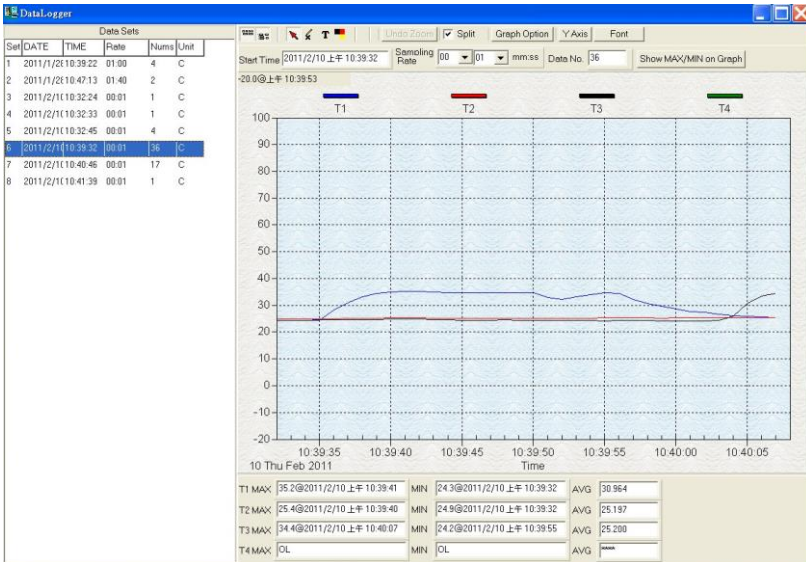 DataLogger
Data Sets
Set DATE TIME Rate Nums Unit
1 2011/1/2 10:39:22 01:00 4 C
2 2011/1/2 10:47:13 01:40 2 C
3 2011/2/1 10:32:24 00:01 1 C
4 2011/2/1 10:32:33 00:01 1 C
5 2011/2/1 10:32:45 00:01 4 C
6 2011/2/1 10:39:32 00:01 36 C
7 2011/2/1 10:40:46 00:01 17 C
8 2011/2/1 10:41:39 00:01 1 C
T Undo Zoom Split Graph Option Y Axis Font
Start Time 2011/2/10 上午 10:39:32 Sampling Rate 00 01 mm:ss Data No. 36 Show MAX/MIN on Graph
-20.0@上午 10:39:53
T1 T2 T3 T4
100
90
80
70
60
50
40
30
20
10
0
-10
-20
10:39:35 10:39:40 10:39:45 10:39:50 10:39:55 10:40:00 10:40:05
10 Thu Feb 2011 Time
T1 MAX 35.2@2011/2/10 上午 10:39:41 MIN 24.3@2011/2/10 上午 10:39:32 AVG 30.964
T2 MAX 25.4@2011/2/10 上午 10:39:40 MIN 24.9@2011/2/10 上午 10:39:32 AVG 25.197
T3 MAX 34.4@2011/2/10 上午 10:40:07 MIN 24.2@2011/2/10 上午 10:39:55 AVG 25.200
T4 MAX OL MIN OL AVG ****